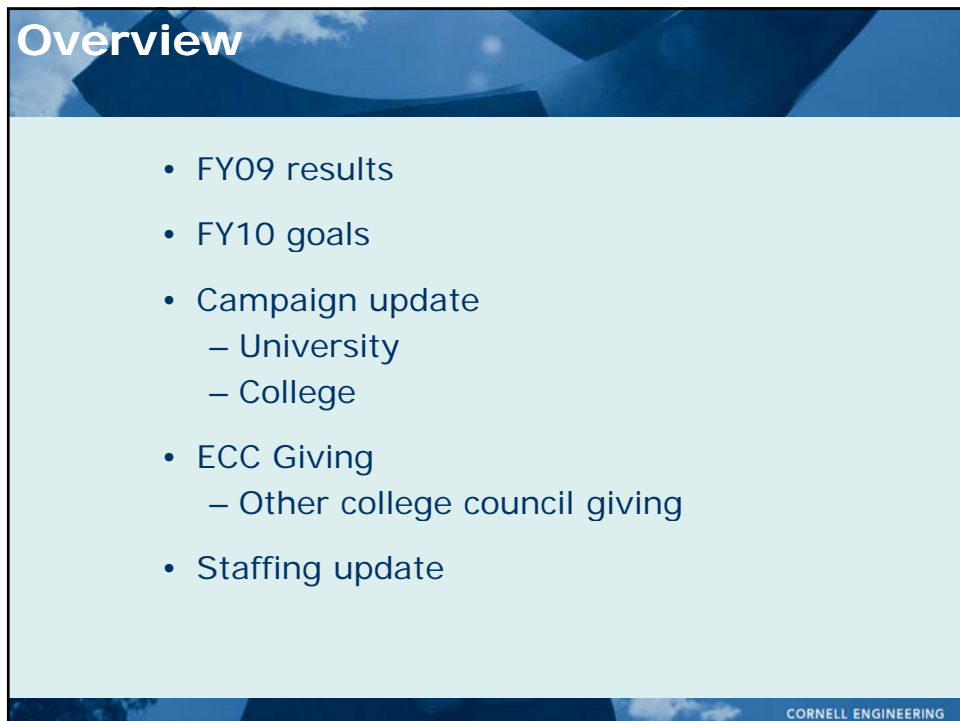 Overview
• FY09 results
• FY10 goals
• Campaign update
– University
– College
• ECC Giving
– Other college council giving
• Staffing update
CORNELL ENGINEERING